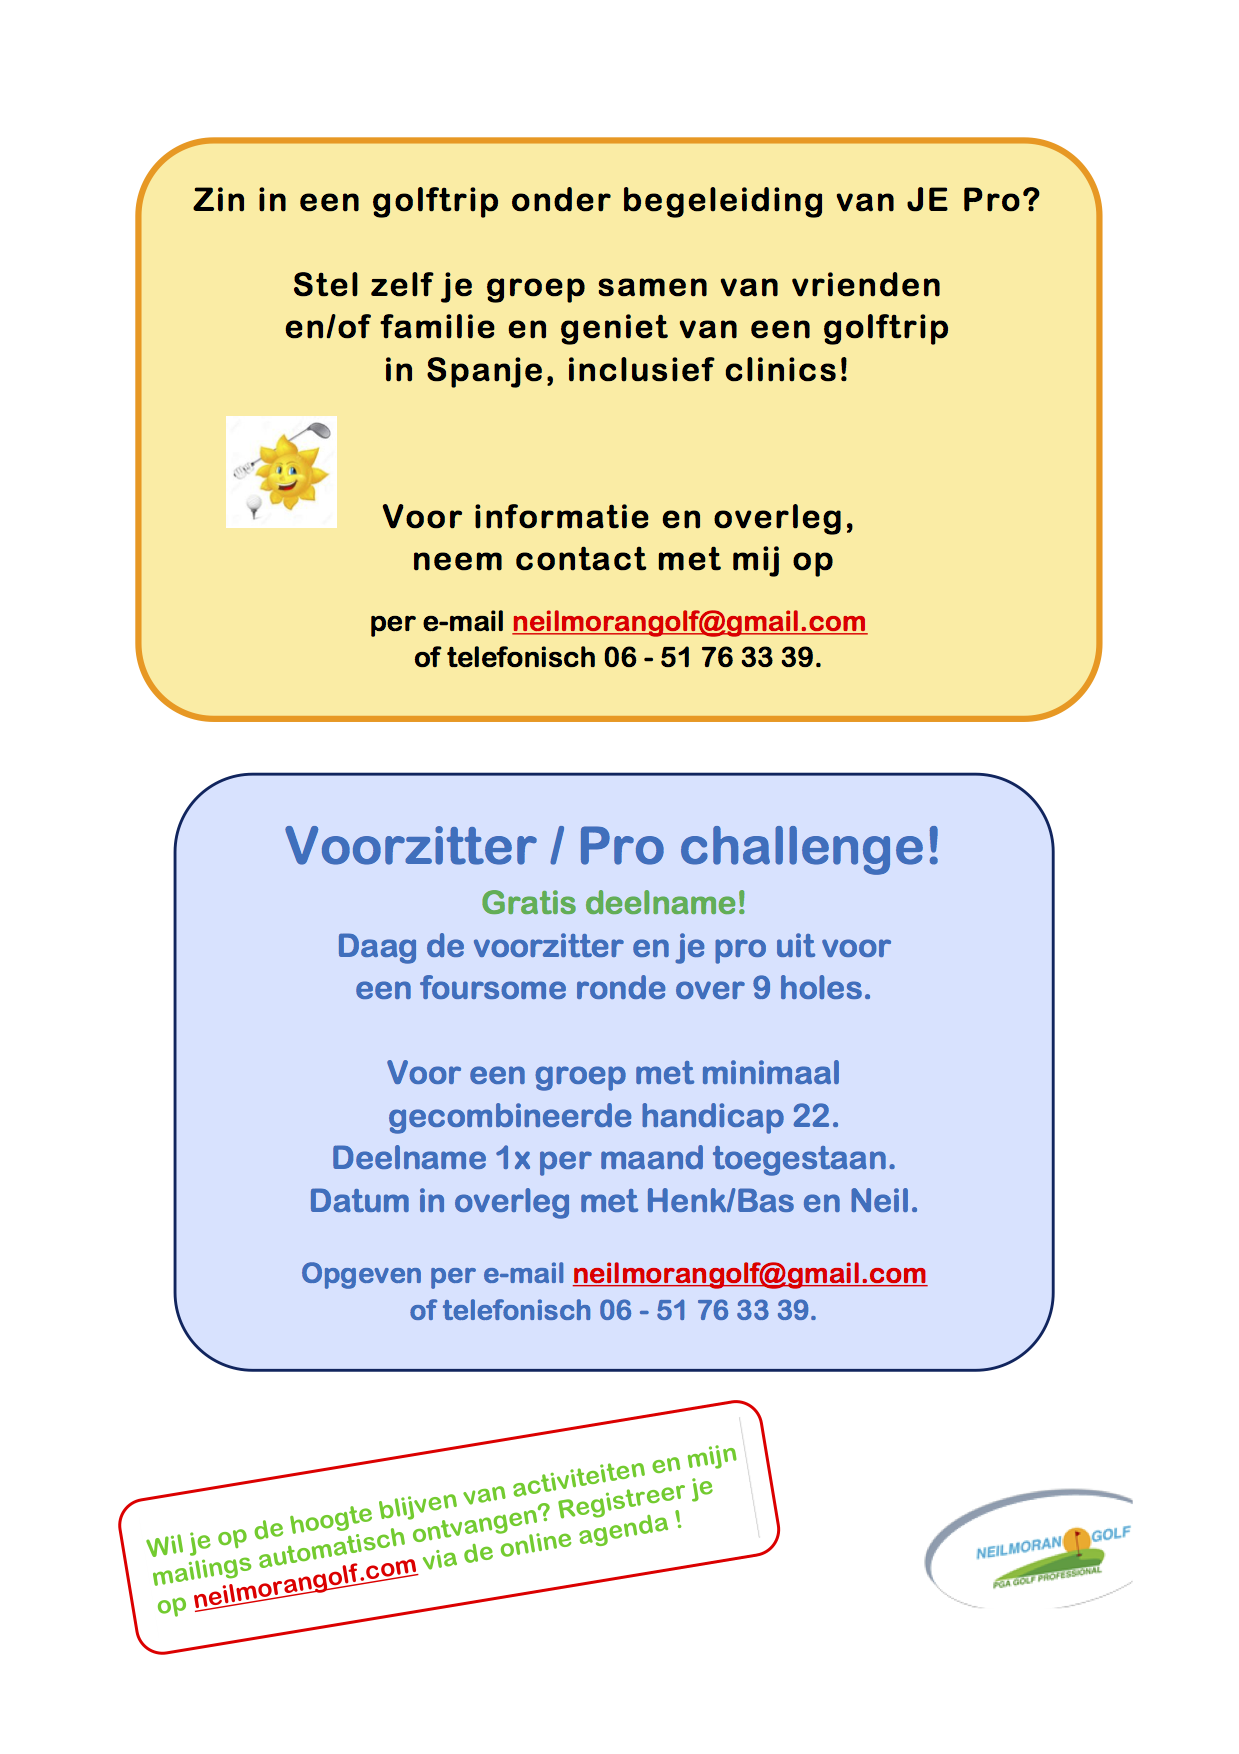 Zin in een golftrip onder begeleiding van JE Pro?
Stel zelf je groep samen van vrienden
en/of familie en geniet van een golftrip
in Spanje, inclusief clinics!
Voor informatie en overleg,
neem contact met mij op
per e-mail neilmorangolf@gmail.com
of telefonisch 06 - 51 76 33 39.
Voorzitter / Pro challenge!
Gratis deelname!
Daag de voorzitter en je pro uit voor
een foursome ronde over 9 holes.
Voor een groep met minimaal
gecombineerde handicap 22.
Deelname 1x per maand toegestaan.
Datum in overleg met Henk/Bas en Neil.
Opgeven per e-mail neilmorangolf@gmail.com
of telefonisch 06 - 51 76 33 39.
Wil je op de hoogte blijven van activiteiten en mijn
mailings automatisch ontvangen? Registreer je
op neilmorangolf.com via de online agenda !
NEILMORAN GOLF
PGA GOLF PROFESSIONAL